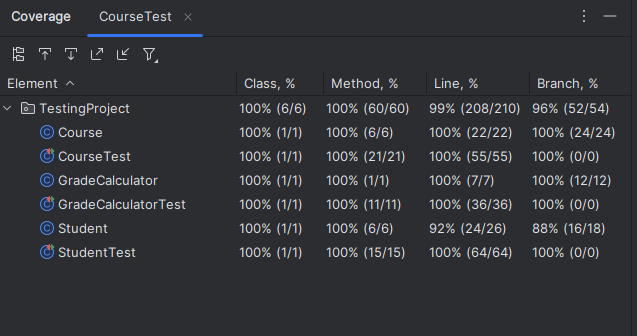 Coverage CourseTest
Element Class, % Method, % Line, % Branch, %
TestingProject 100% (6/6) 100% (60/60) 99% (208/210) 96% (52/54)
Course 100% (1/1) 100% (6/6) 100% (22/22) 100% (24/24)
CourseTest 100% (1/1) 100% (21/21) 100% (55/55) 100% (0/0)
GradeCalculator 100% (1/1) 100% (1/1) 100% (7/7) 100% (12/12)
GradeCalculatorTest 100% (1/1) 100% (11/11) 100% (36/36) 100% (0/0)
Student 100% (1/1) 100% (6/6) 92% (24/26) 88% (16/18)
StudentTest 100% (1/1) 100% (15/15) 100% (64/64) 100% (0/0)